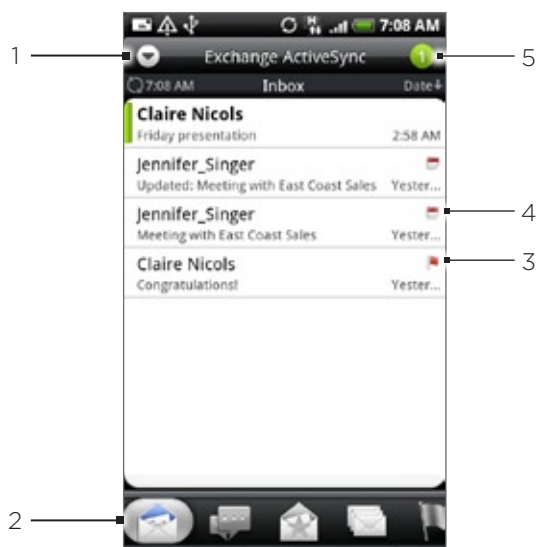 7:08 AM
1
Exchange ActiveSync
1
5
7:08 AM Inbox Date
Claire Nicols
Friday presentation 2:58 AM
Jennifer_Singer
Updated: Meeting with East Coast Sales Yester...
Jennifer_Singer
4
Meeting with East Coast Sales Yester...
Claire Nicols
3
Congratulations! Yester...
2